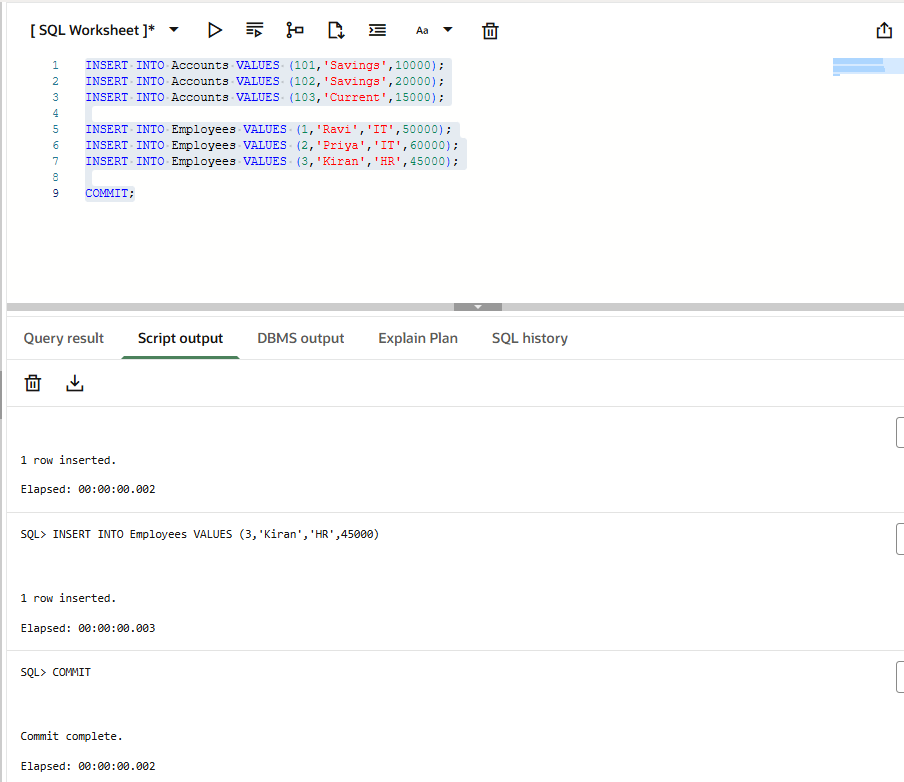 [ SQL Worksheet ]* Aa
1 INSERT INTO Accounts VALUES (101,'Savings',10000);
2 INSERT INTO Accounts VALUES (102,'Savings',20000);
3 INSERT INTO Accounts VALUES (103,'Current',15000);
4
5 INSERT INTO Employees VALUES (1,'Ravi','IT',50000);
6 INSERT INTO Employees VALUES (2,'Priya','IT',60000);
7 INSERT INTO Employees VALUES (3,'Kiran','HR',45000);
8
9 COMMIT;
Query result Script output DBMS output Explain Plan SQL history
1 row inserted.
Elapsed: 00:00:00.002
SQL> INSERT INTO Employees VALUES (3,'Kiran','HR',45000)
1 row inserted.
Elapsed: 00:00:00.003
SQL> COMMIT
Commit complete.
Elapsed: 00:00:00.002